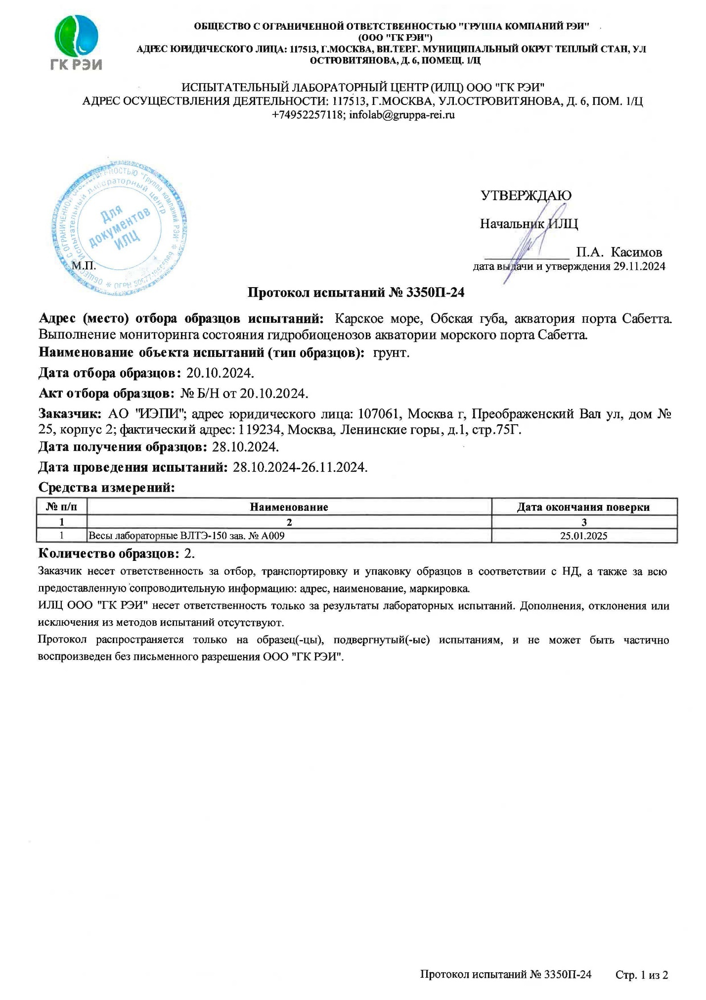 ГК РЭИ
ОБЩЕСТВО С ОГРАНИЧЕННОЙ ОТВЕТСТВЕННОСТЬЮ "ГРУППА КОМПАНИЙ РЭИ"
(ООО "ГК РЭИ")
АДРЕС ЮРИДИЧЕСКОГО ЛИЦА: 117513, Г.МОСКВА, ВН.ТЕР.Г. МУНИЦИПАЛЬНЫЙ ОКРУГ ТЕПЛЫЙ СТАН, УЛ
ОСТРОВИТЯНОВА, Д. 6, ПОМЕЩ. 1/Ц
ИСПЫТАТЕЛЬНЫЙ ЛАБОРАТОРНЫЙ ЦЕНТР (ИЛЦ) ООО "ГК РЭИ"
АДРЕС ОСУЩЕСТВЛЕНИЯ ДЕЯТЕЛЬНОСТИ: 117513, Г.МОСКВА, УЛ.ОСТРОВИТЯНОВА, Д. 6, ПОМ. 1/Ц
+74952257118; infolab@gruppa-rei.ru
С ОГРАНИЧЕННОЙ ОТВЕТСТВЕННОСТЬЮ "Группа компаний РЭИ"
Испытательный лабораторный центр
Для
документов
ИЛЦ
ОГРН
М.П.
УТВЕРЖДАЮ
Начальник ИЛЦ
П.А. Касимов
дата выдачи и утверждения 29.11.2024
Протокол испытаний № 3350П-24
Адрес (место) отбора образцов испытаний: Карское море, Обская губа, акватория порта Сабетта.
Выполнение мониторинга состояния гидробиоценозов акватории морского порта Сабетта.
Наименование объекта испытаний (тип образцов): грунт.
Дата отбора образцов: 20.10.2024.
Акт отбора образцов: № Б/Н от 20.10.2024.
Заказчик: АО "ИЭПИ"; адрес юридического лица: 107061, Москва г, Преображенский Вал ул, дом №
25, корпус 2; фактический адрес: 119234, Москва, Ленинские горы, д.1, стр.75Г.
Дата получения образцов: 28.10.2024.
Дата проведения испытаний: 28.10.2024-26.11.2024.
Средства измерений:
№ п/п Наименование Дата окончания поверки
1 2 3
1 Весы лабораторные ВЛТЭ-150 зав. № А009 25.01.2025
Количество образцов: 2.
Заказчик несет ответственность за отбор, транспортировку и упаковку образцов в соответствии с НД, а также за всю
предоставленную сопроводительную информацию: адрес, наименование, маркировка.
ИЛЦ ООО "ГК РЭИ" несет ответственность только за результаты лабораторных испытаний. Дополнения, отклонения или
исключения из методов испытаний отсутствуют.
Протокол распространяется только на образец(-цы), подвергнутый(-ые) испытаниям, и не может быть частично
воспроизведен без письменного разрешения ООО "ГК РЭИ".
Протокол испытаний № 3350П-24 Стр. 1 из 2